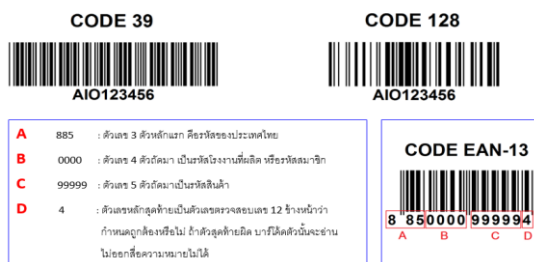 CODE 39
CODE 128
AIO123456
AIO123456
A 885 : ตัวเลข 3 ตัวหลักแรก คือรหัสของประเทศไทย
B 0000 : ตัวเลข 4 ตัวถัดมา เป็นรหัสโรงงานที่ผลิต หรือรหัสสมาชิก
C 99999 : ตัวเลข 5 ตัวถัดมาเป็นรหัสสินค้า
D 4 : ตัวเลขหลักสุดท้ายเป็นตัวเลขตรวจสอบเลข 12 ข้างหน้าว่า
กำหนดถูกต้องหรือไม่ ถ้าตัวสุดท้ายผิด บาร์โค้ดตัวนั้นจะอ่าน
ไม่ออกสื่อความหมายไม่ได้
CODE EAN-13
8 850000 999994
A B C D